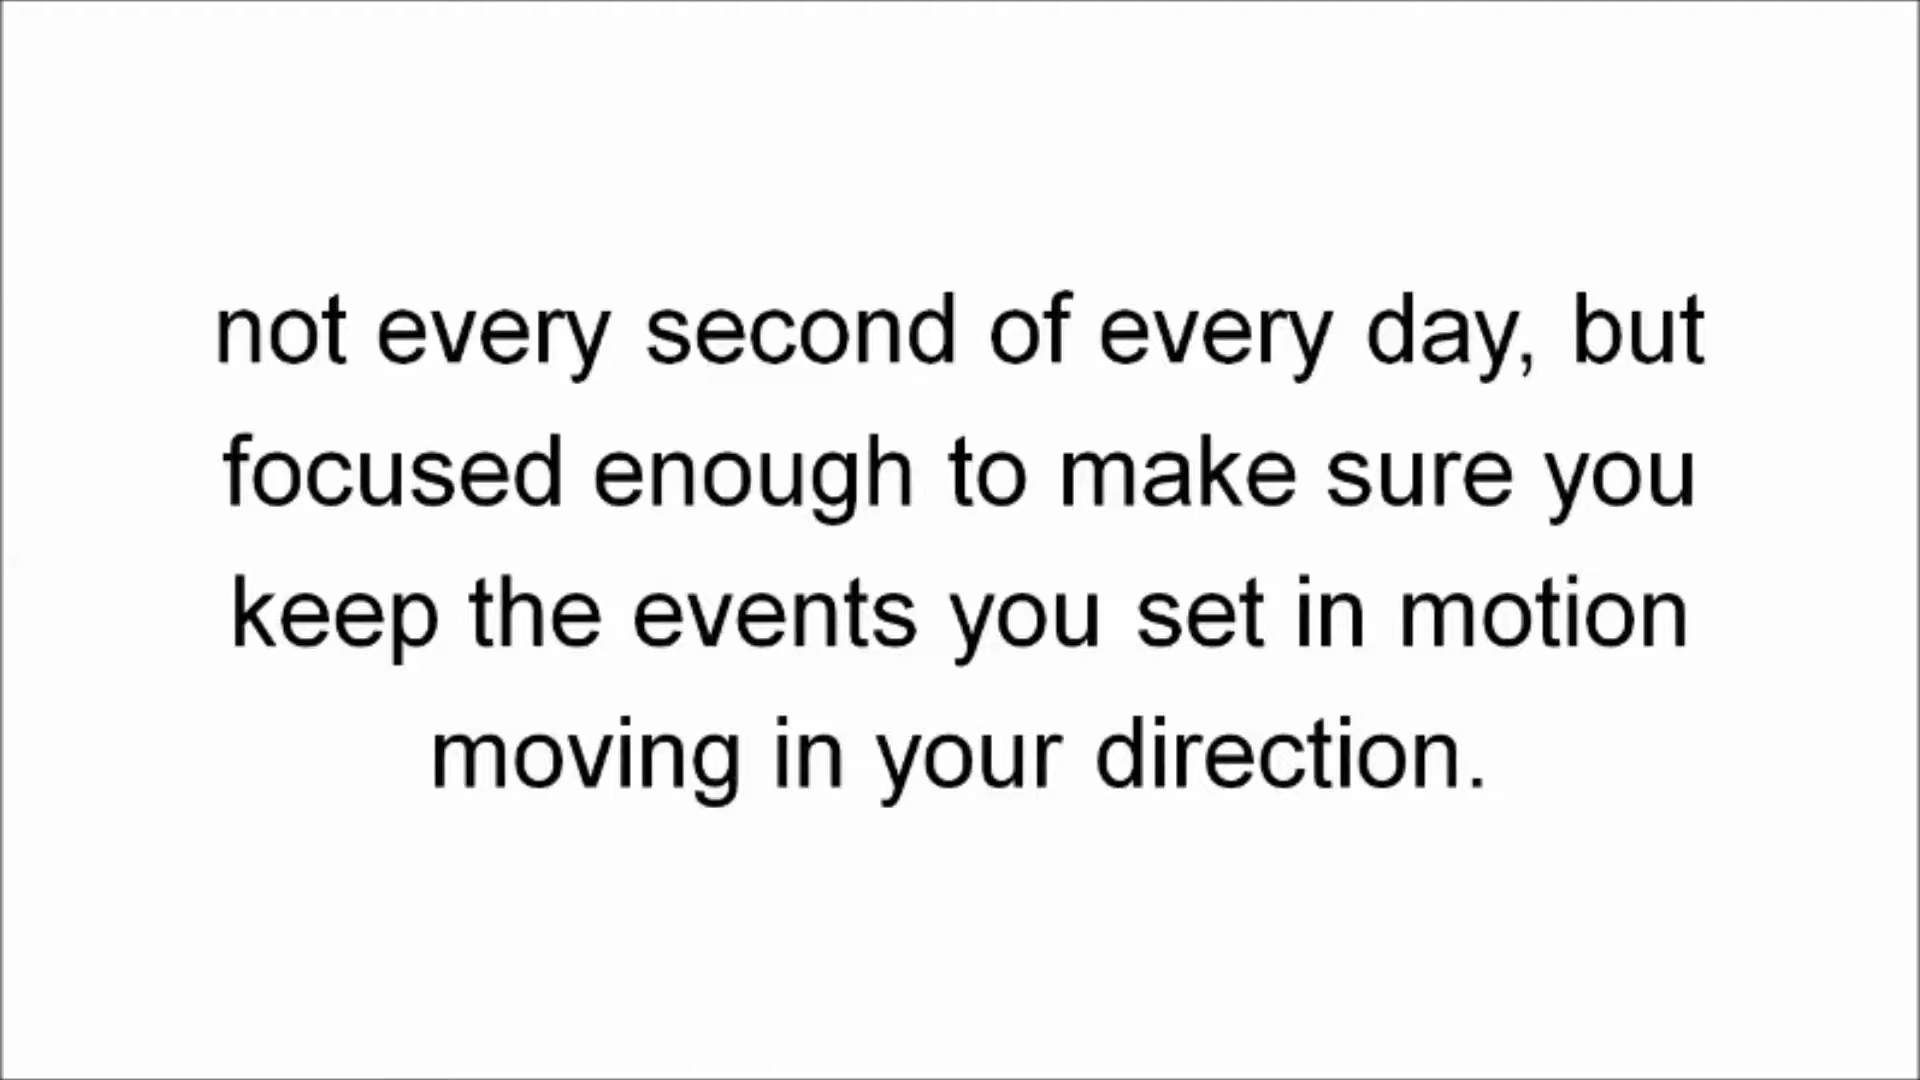 not every second of every day, but
focused enough to make sure you
keep the events you set in motion
moving in your direction.